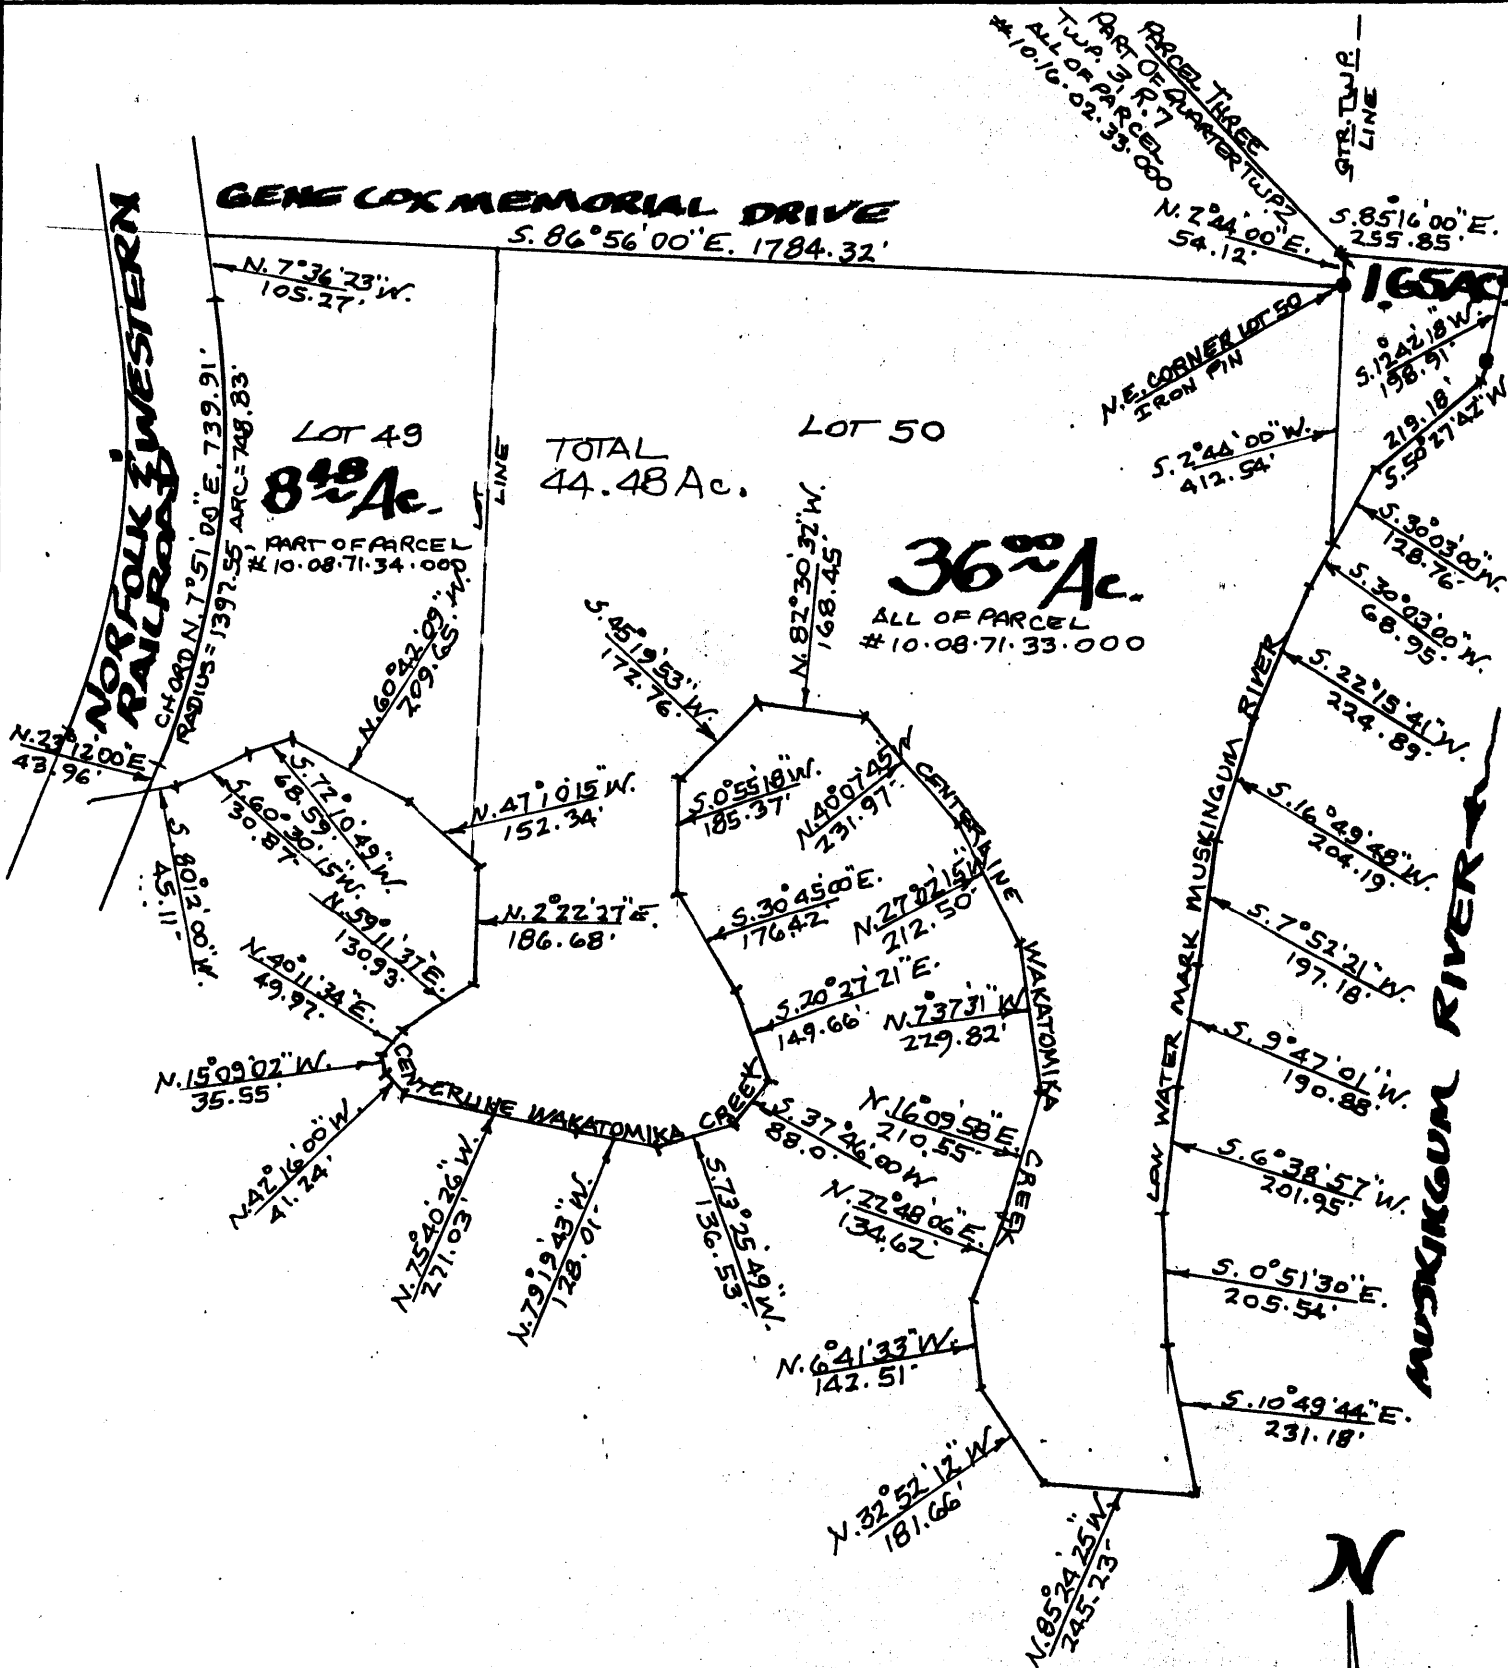 PARCEL THREE
PART OF QUARTER TWP. 2
TWP. 3, R. 7
ALL OF PARCEL
#10.16.02.33.000
QTR. TWP.
LINE
GENE COX MEMORIAL DRIVE
S. 86°56'00"E. 1784.32'
N. 2°44'00"E.
54.12'
S. 85°16'00"E.
255.85'
1.65 AC.
N. 7°36'23"W.
105.27'
NORFOLK & WESTERN
RAILROAD
CHORD N. 7°51'00"E. 739.91'
RADIUS = 1397.55 ARC = 748.83'
N.E. CORNER LOT 50
IRON PIN
S. 12°42'18"W.
198.91'
219.18'
S. 50°27'42"W
S. 2°44'00"W.
412.54'
LOT 49
8 48 Ac.
PART OF PARCEL
#10.08.71.34.000
LOT LINE
TOTAL
44.48 Ac.
LOT 50
36 00 Ac.
ALL OF PARCEL
#10.08.71.33.000
S. 30°03'00"W.
128.76'
S. 30°03'00"W.
68.95'
S. 22°15'41"W.
224.89'
S. 16°49'48"W.
204.19'
S. 7°52'21"W.
197.18'
S. 9°47'01"W.
190.88'
S. 6°38'57"W.
201.95'
S. 0°51'30"E.
205.54'
S. 10°49'44"E.
231.18'
LOW WATER MARK MUSKINGUM RIVER
MUSKIKGUM RIVER
N. 82°30'32"W.
168.45'
S. 45°19'53"W.
172.76'
N. 60°42'09"W.
209.65'
N. 23°12'00"E.
43.96'
S. 80°12'00"W.
45.11'
S. 60°30'15"W.
130.87'
S. 72°10'49"W.
68.59'
N. 47°10'15"W.
152.34'
N. 2°22'27"E.
186.68'
N. 59°11'37"E.
130.93'
N. 40°11'34"E.
49.97'
N. 15°09'02"W.
35.55'
N. 42°16'00"W.
41.24'
CENTERLINE WAKATOMIKA CREEK
N. 75°40'26"W.
271.03'
N. 79°19'43"W.
128.01'
S. 73°25'49"W.
136.53'
S. 37°46'00"W
88.0'
S. 0°55'18"W.
185.37'
S. 30°45'00"E.
176.42'
S. 20°27'21"E.
149.66'
N. 40°07'45"W
231.97'
N. 27°02'15"W
212.50'
N. 7°37'31"W
229.82'
N. 16°09'58"E.
210.55'
N. 22°48'06"E.
134.62'
CENTERLINE WAKATOMIKA CREEK
N. 6°41'33"W.
142.51'
N. 32°52'12"W.
181.66'
N. 85°24'25"W.
245.23'
N